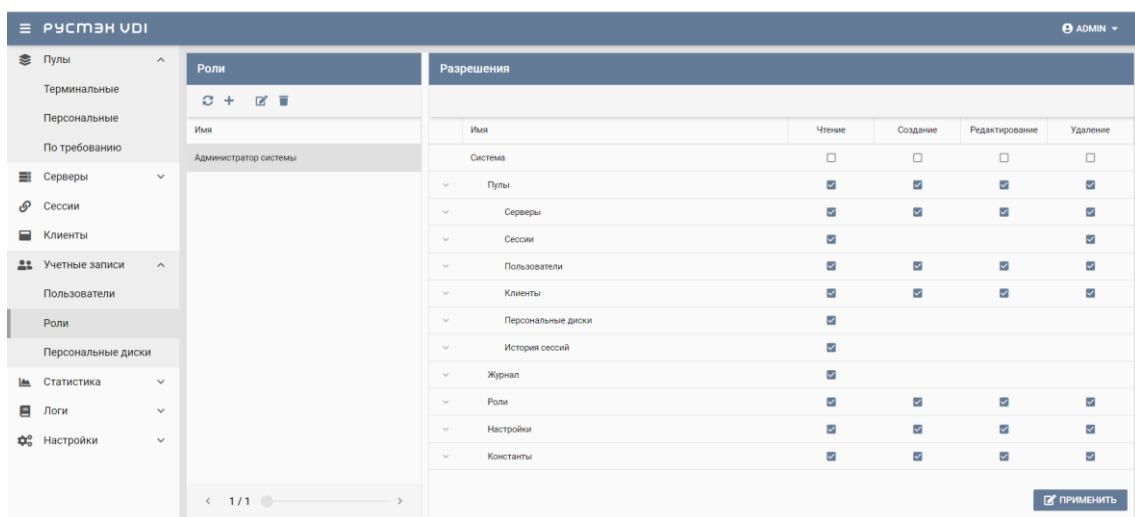 РУСТЭК VDI
ADMIN
Пулы
Терминальные
Персональные
По требованию
Серверы
Сессии
Клиенты
Учетные записи
Пользователи
Роли
Персональные диски
Статистика
Логи
Настройки
Роли
Имя
Администратор системы
1 / 1
Разрешения
Имя Чтение Создание Редактирование Удаление
Система
Пулы
Серверы
Сессии
Пользователи
Клиенты
Персональные диски
История сессий
Журнал
Роли
Настройки
Константы
ПРИМЕНИТЬ